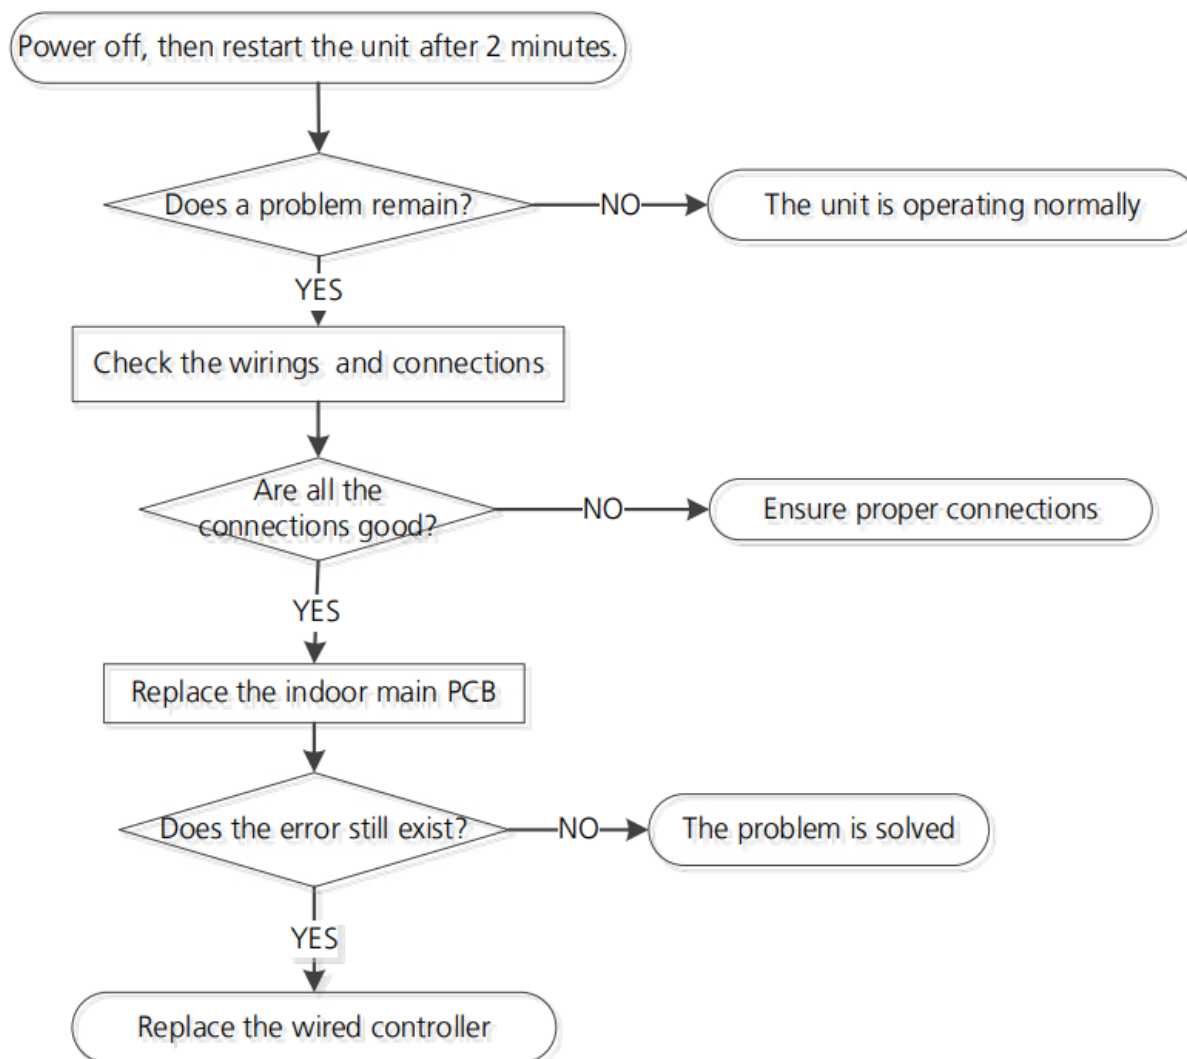 Power off, then restart the unit after 2 minutes.
Does a problem remain?
NO
The unit is operating normally
YES
Check the wirings and connections
Are all the
connections good?
NO
Ensure proper connections
YES
Replace the indoor main PCB
Does the error still exist?
NO
The problem is solved
YES
Replace the wired controller